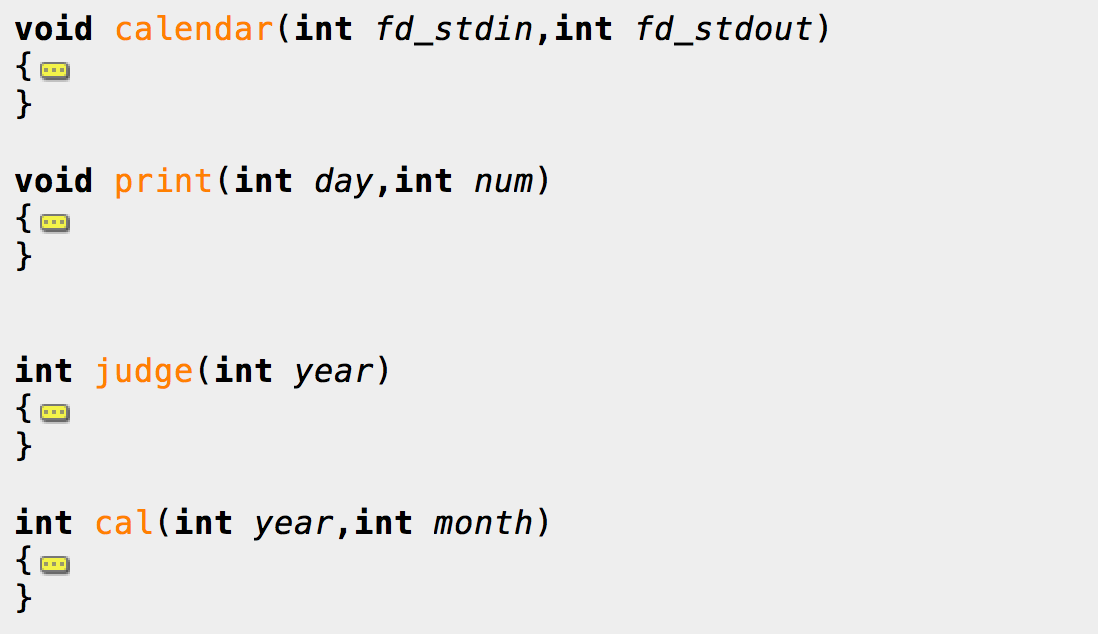 void calendar(int fd_stdin,int fd_stdout)
{
}
void print(int day,int num)
{
}
int judge(int year)
{
}
int cal(int year,int month)
{
}